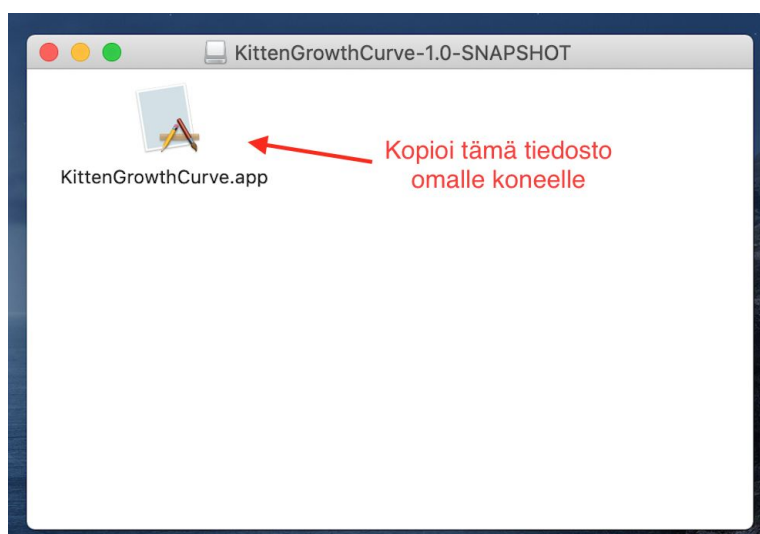 KittenGrowthCurve-1.0-SNAPSHOT
Kopioi tämä tiedosto
omalle koneelle
KittenGrowthCurve.app